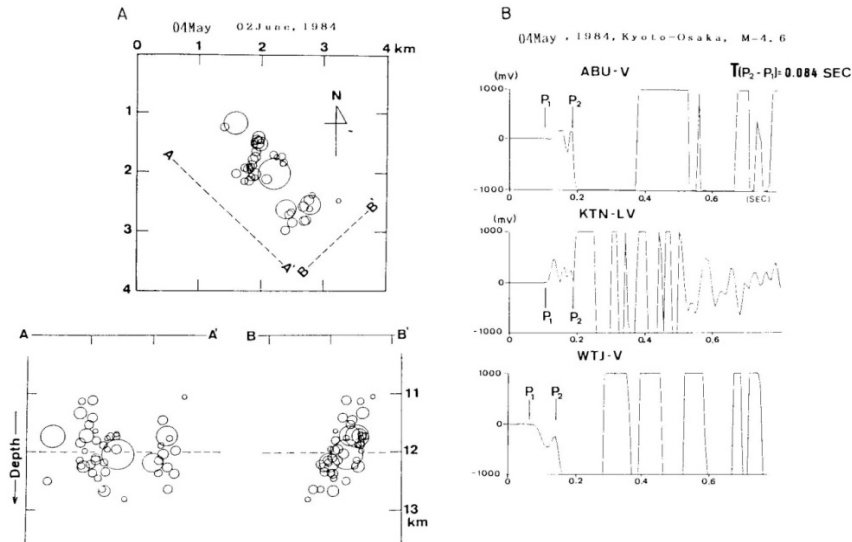 A
04May 02June, 1984
0 1 2 3 4
km
N
1
2
3
4
A
A'
B
B'
A A' B B'
11
12
13
km
Depth
B
04May , 1984, Kyoto-Osaka, M-4.6
(mv) ABU-V T(P2-P1)=0.084 SEC
1000
P1 P2
0
-1000
0 0.2 0.4 0.6 (SEC)
(mv) KTN-LV
1000
0
P1 P2
-1000
0 0.2 0.4 0.6
WTJ-V
1000
P1 P2
0
-1000
0 0.2 0.4 0.6